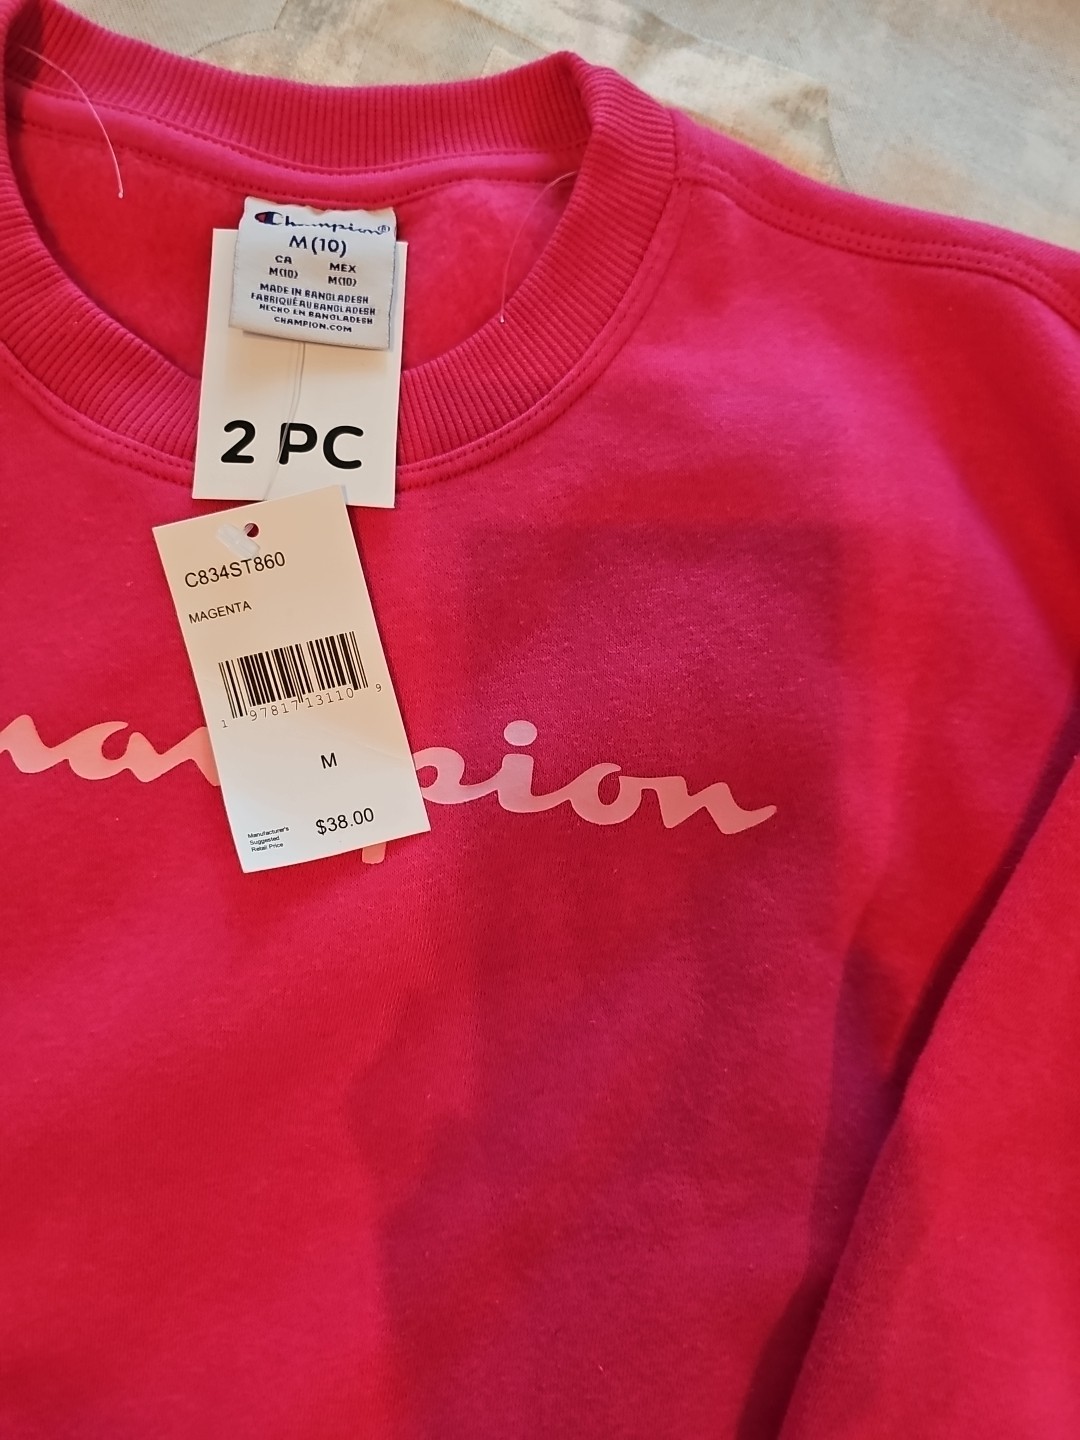 Champion®
M(10)
CA MEX
M(10) M(10)
MADE IN BANGLADESH
FABRIQUÉ AU BANGLADESH
HECHO EN BANGLADESH
CHAMPION.COM
2 PC
C834ST860
MAGENTA
1 97817 13110 9
M
$38.00
Manufacturer's
Suggested
Retail Price
hampion